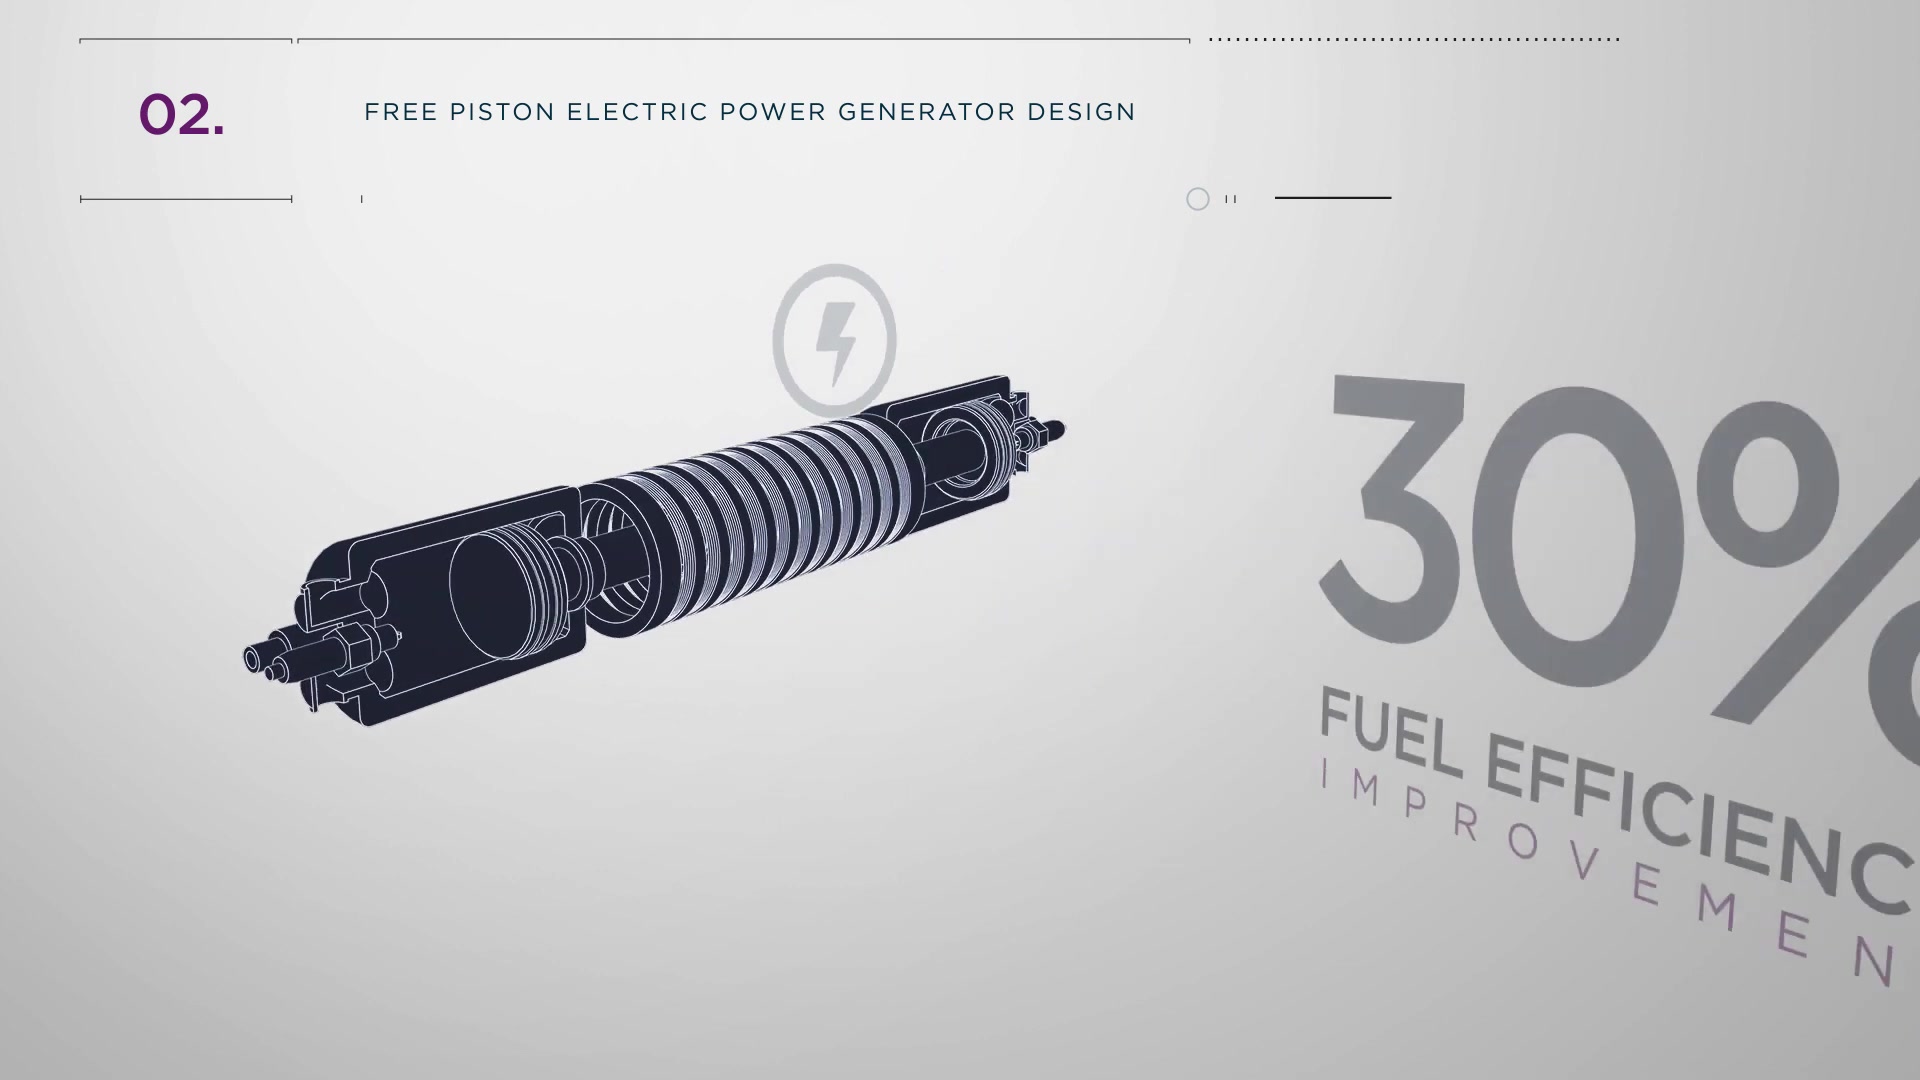 02.
FREE PISTON ELECTRIC POWER GENERATOR DESIGN
30%
FUEL EFFICIENC
IMPROVEMEN